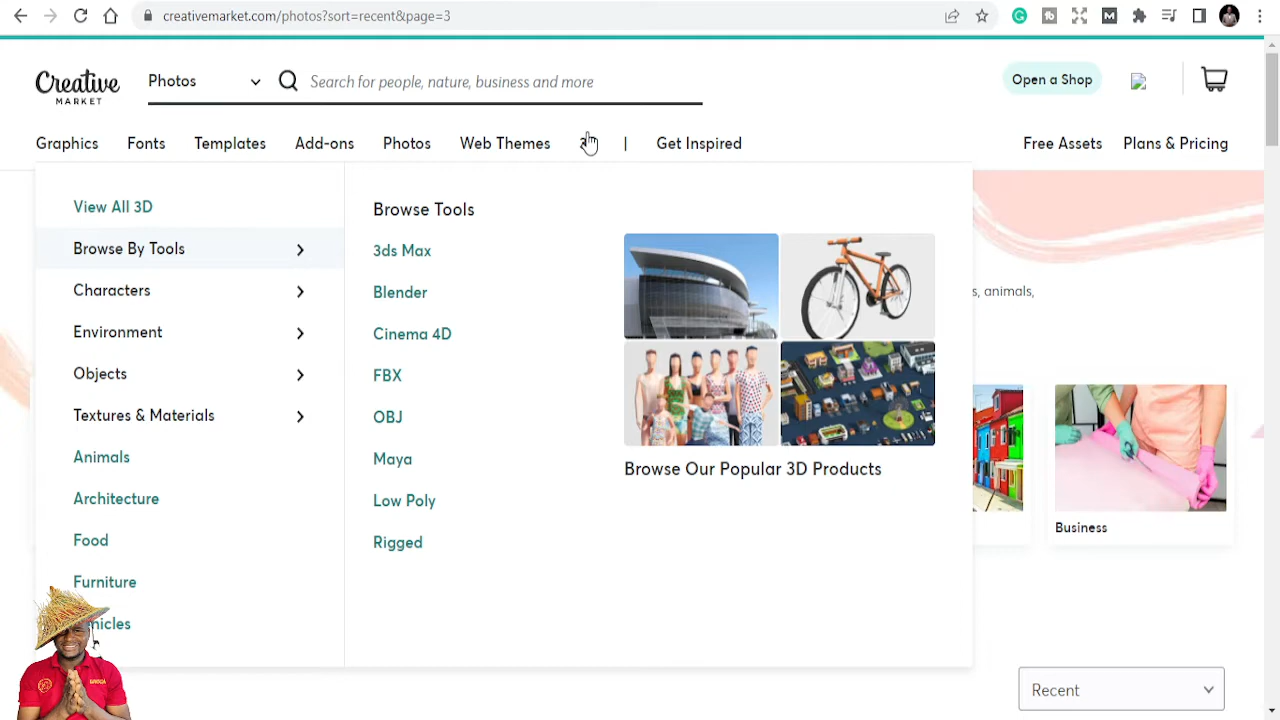 creativemarket.com/photos?sort=recent&page=3
Creative
MARKET
Photos
Search for people, nature, business and more
Open a Shop
Graphics Fonts Templates Add-ons Photos Web Themes | Get Inspired Free Assets Plans & Pricing
View All 3D
Browse By Tools
Characters
Environment
Objects
Textures & Materials
Animals
Architecture
Food
Furniture
Browse Tools
3ds Max
Blender
Cinema 4D
FBX
OBJ
Maya
Low Poly
Rigged
Browse Our Popular 3D Products
s, animals,
Business
Recent